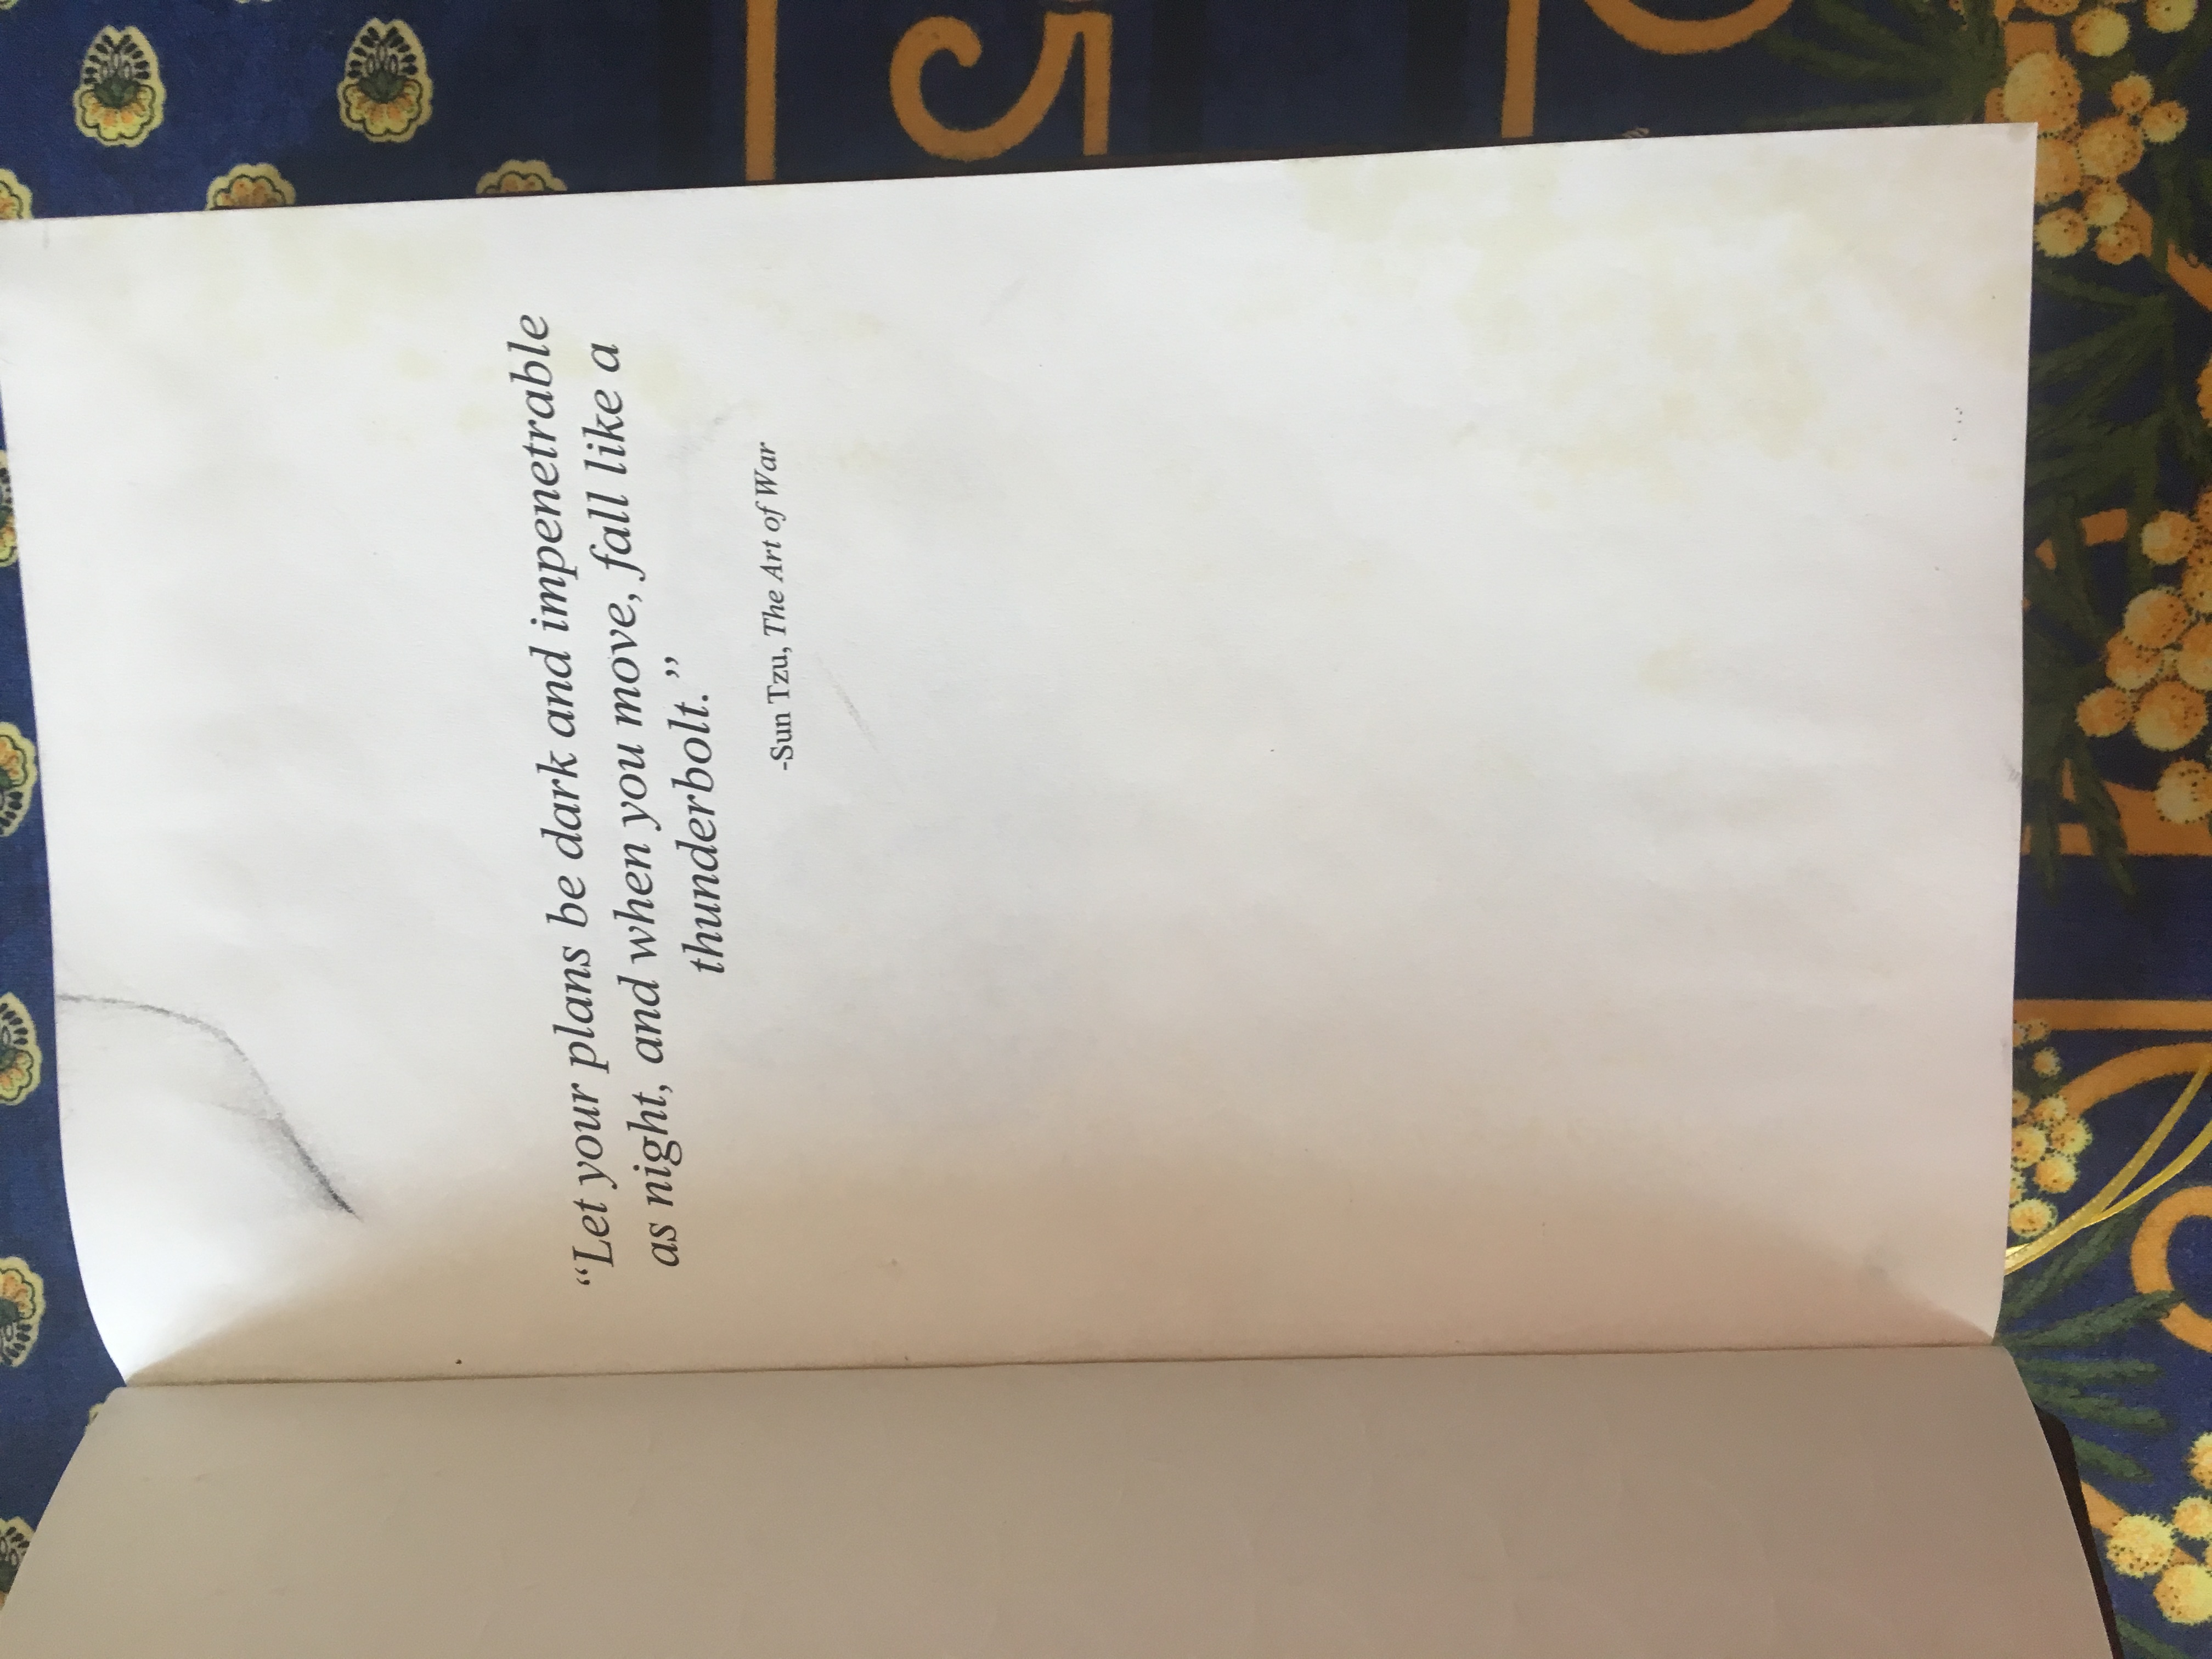 “Let your plans be dark and impenetrable
as night, and when you move, fall like a
thunderbolt.”
-Sun Tzu, The Art of War